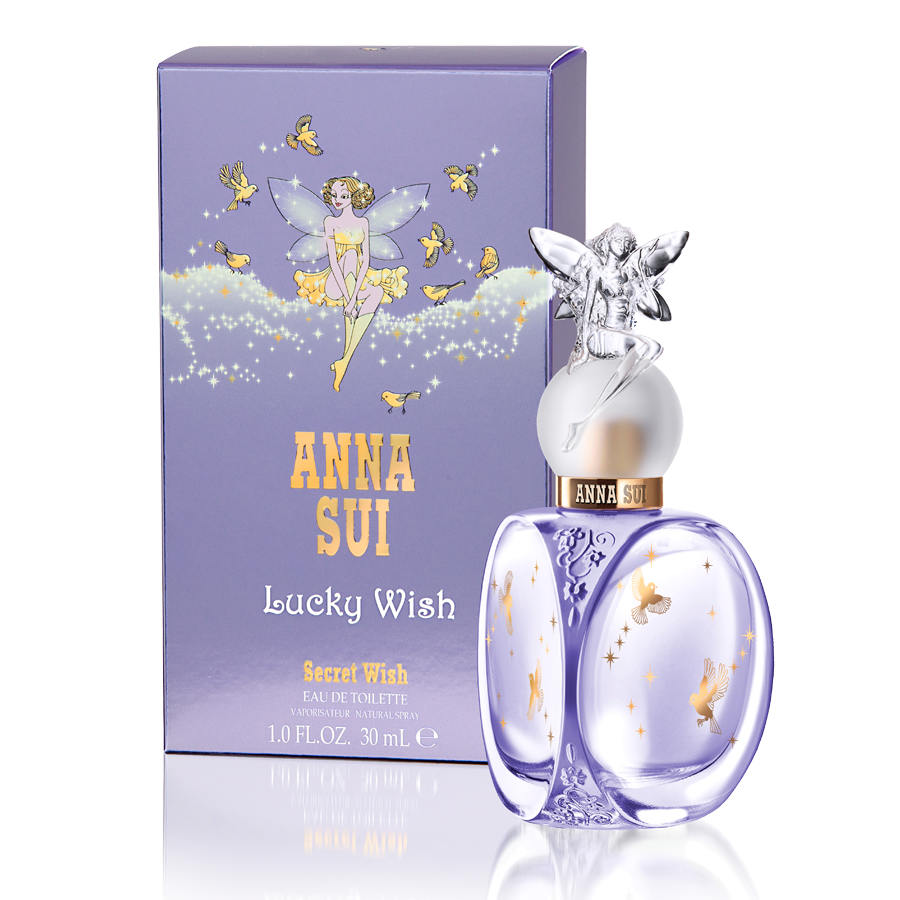 ANNA
SUI
Lucky Wish
Secret Wish
EAU DE TOILETTE
VAPORISATEUR NATURAL SPRAY
1.0 FL.OZ. 30 mL ℮
ANNA SUI